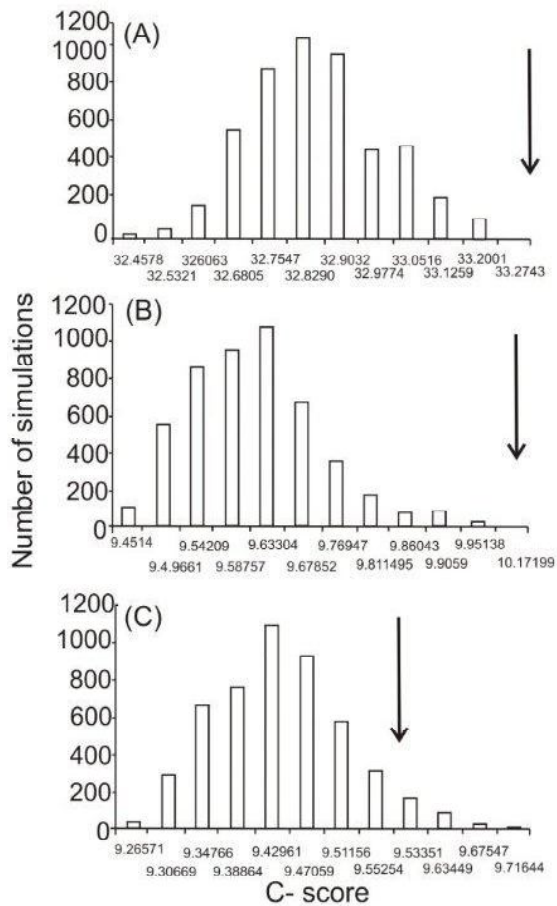 Number of simulations
(A)
1200
1000
800
600
400
200
0
32.4578 326063 32.7547 32.9032 33.0516 33.2001
32.5321 32.6805 32.8290 32.9774 33.1259 33.2743
(B)
1200
1000
800
600
400
200
0
9.4514 9.54209 9.63304 9.76947 9.86043 9.95138
9.4.9661 9.58757 9.67852 9.811495 9.9059 10.17199
(C)
1200
1000
800
600
400
200
0
9.26571 9.34766 9.42961 9.51156 9.53351 9.67547
9.30669 9.38864 9.47059 9.55254 9.63449 9.71644
C- score